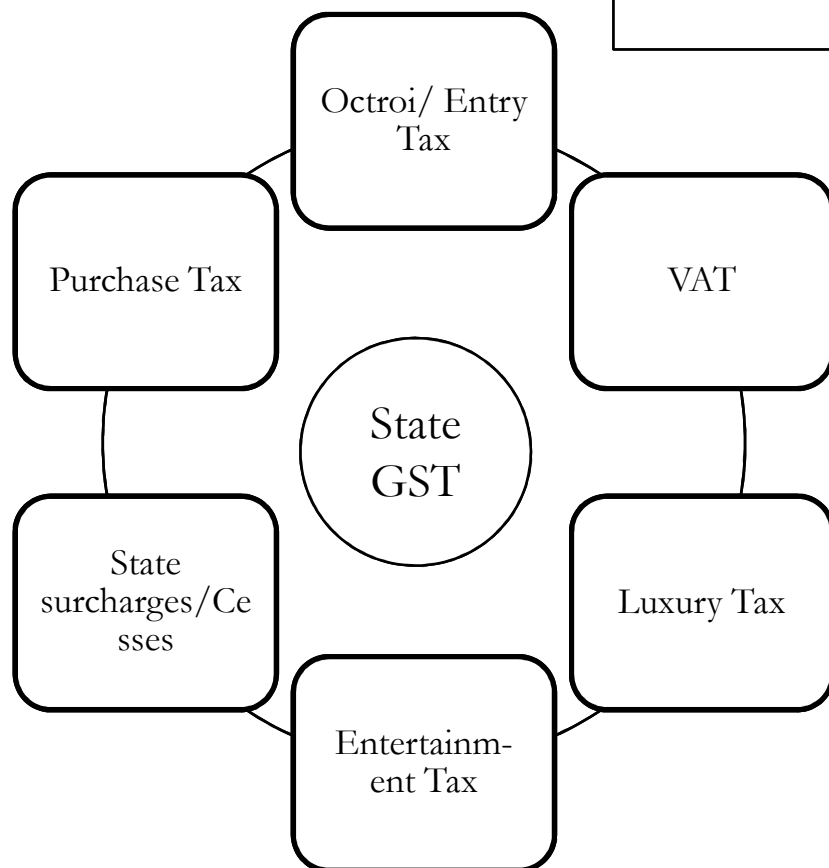 Octroi/ Entry
Tax
Purchase Tax
VAT
State
GST
State
surcharges/Ce
sses
Luxury Tax
Entertainm-
ent Tax